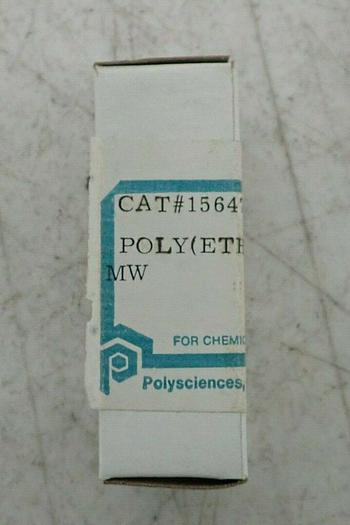 CAT#1564
POLY(ETH
MW
FOR CHEMIC
Polysciences,